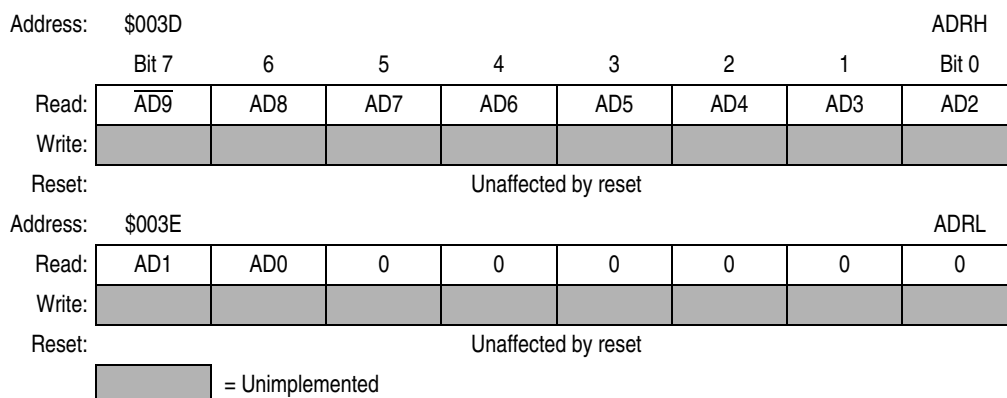 Address: $003D ADRH
Bit 7 6 5 4 3 2 1 Bit 0
Read: A̅D̅9̅ AD8 AD7 AD6 AD5 AD4 AD3 AD2
Write:
Reset: Unaffected by reset
Address: $003E ADRL
Read: AD1 AD0 0 0 0 0 0 0
Write:
Reset: Unaffected by reset
= Unimplemented